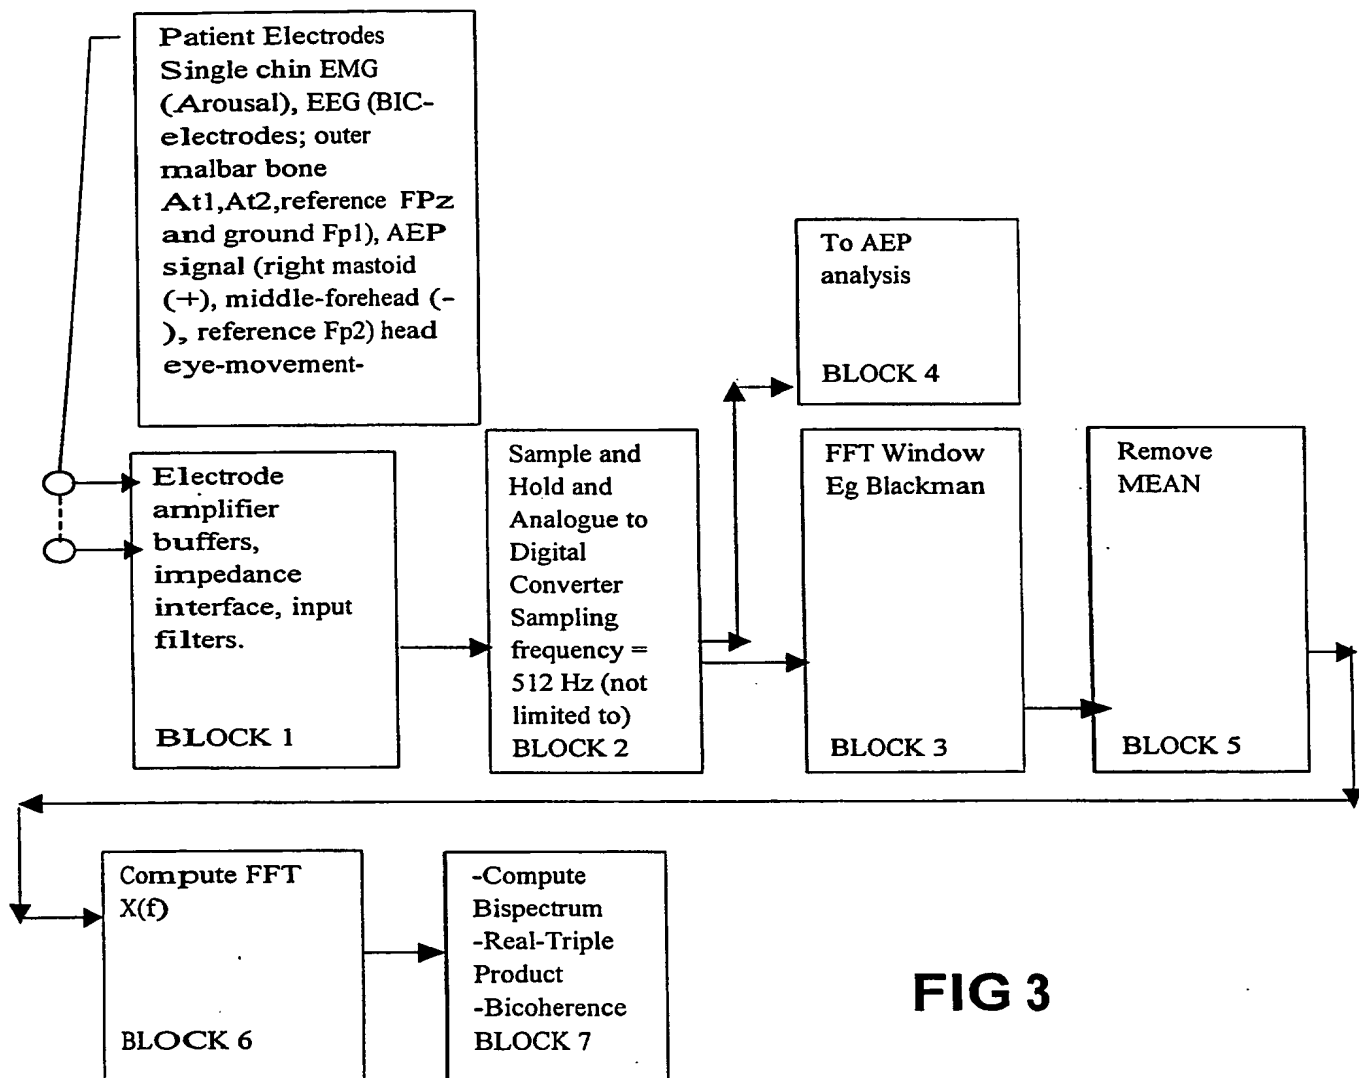 Patient Electrodes
Single chin EMG
(Arousal), EEG (BIC-
electrodes; outer
malbar bone
At1,At2,reference FPz
and ground Fp1), AEP
signal (right mastoid
(+), middle-forehead (-
), reference Fp2) head
eye-movement-
To AEP
analysis
BLOCK 4
Electrode
amplifier
buffers,
impedance
interface, input
filters.
BLOCK 1
Sample and
Hold and
Analogue to
Digital
Converter
Sampling
frequency =
512 Hz (not
limited to)
BLOCK 2
FFT Window
Eg Blackman
BLOCK 3
Remove
MEAN
BLOCK 5
Compute FFT
X(f)
BLOCK 6
-Compute
Bispectrum
-Real-Triple
Product
-Bicoherence
BLOCK 7
FIG 3